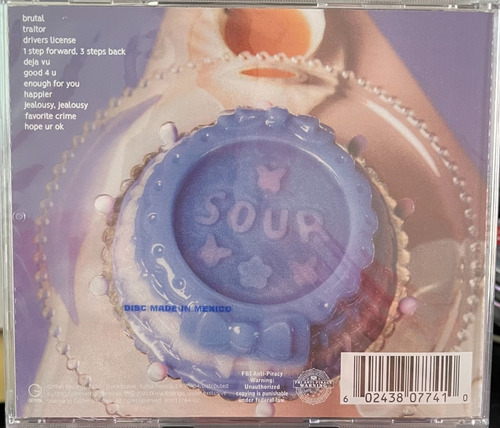 brutal
traitor
drivers license
1 step forward, 3 steps back
deja vu
good 4 u
enough for you
happier
jealousy, jealousy
favorite crime
hope ur ok
SOUR
DISC MADE IN MEXICO
FBI Anti-Piracy
Warning:
Unauthorized
copying is punishable
under federal law.
6 02438 07741 0